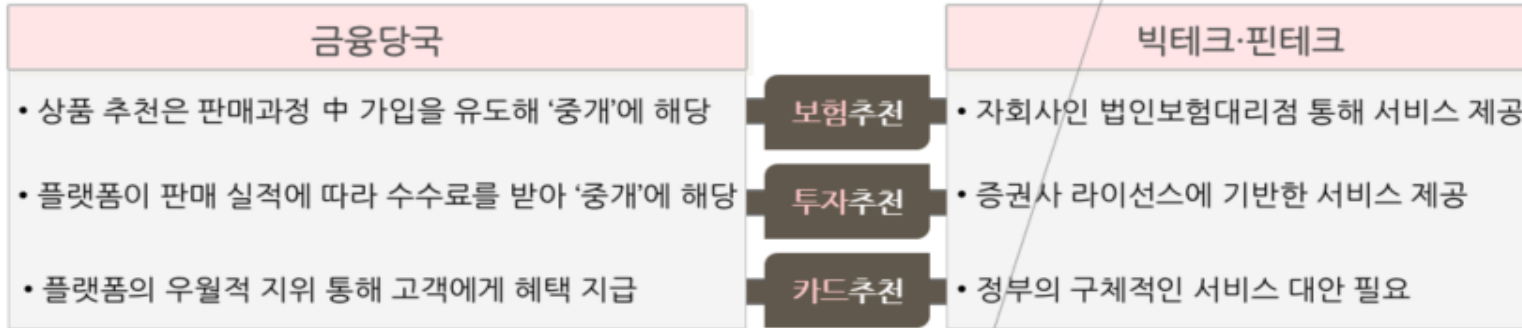 금융당국
빅테크·핀테크
• 상품 추천은 판매과정 中 가입을 유도해 ‘중개’에 해당
보험추천
• 자회사인 법인보험대리점 통해 서비스 제공
• 플랫폼이 판매 실적에 따라 수수료를 받아 ‘중개’에 해당
투자추천
• 증권사 라이선스에 기반한 서비스 제공
• 플랫폼의 우월적 지위 통해 고객에게 혜택 지급
카드추천
• 정부의 구체적인 서비스 대안 필요